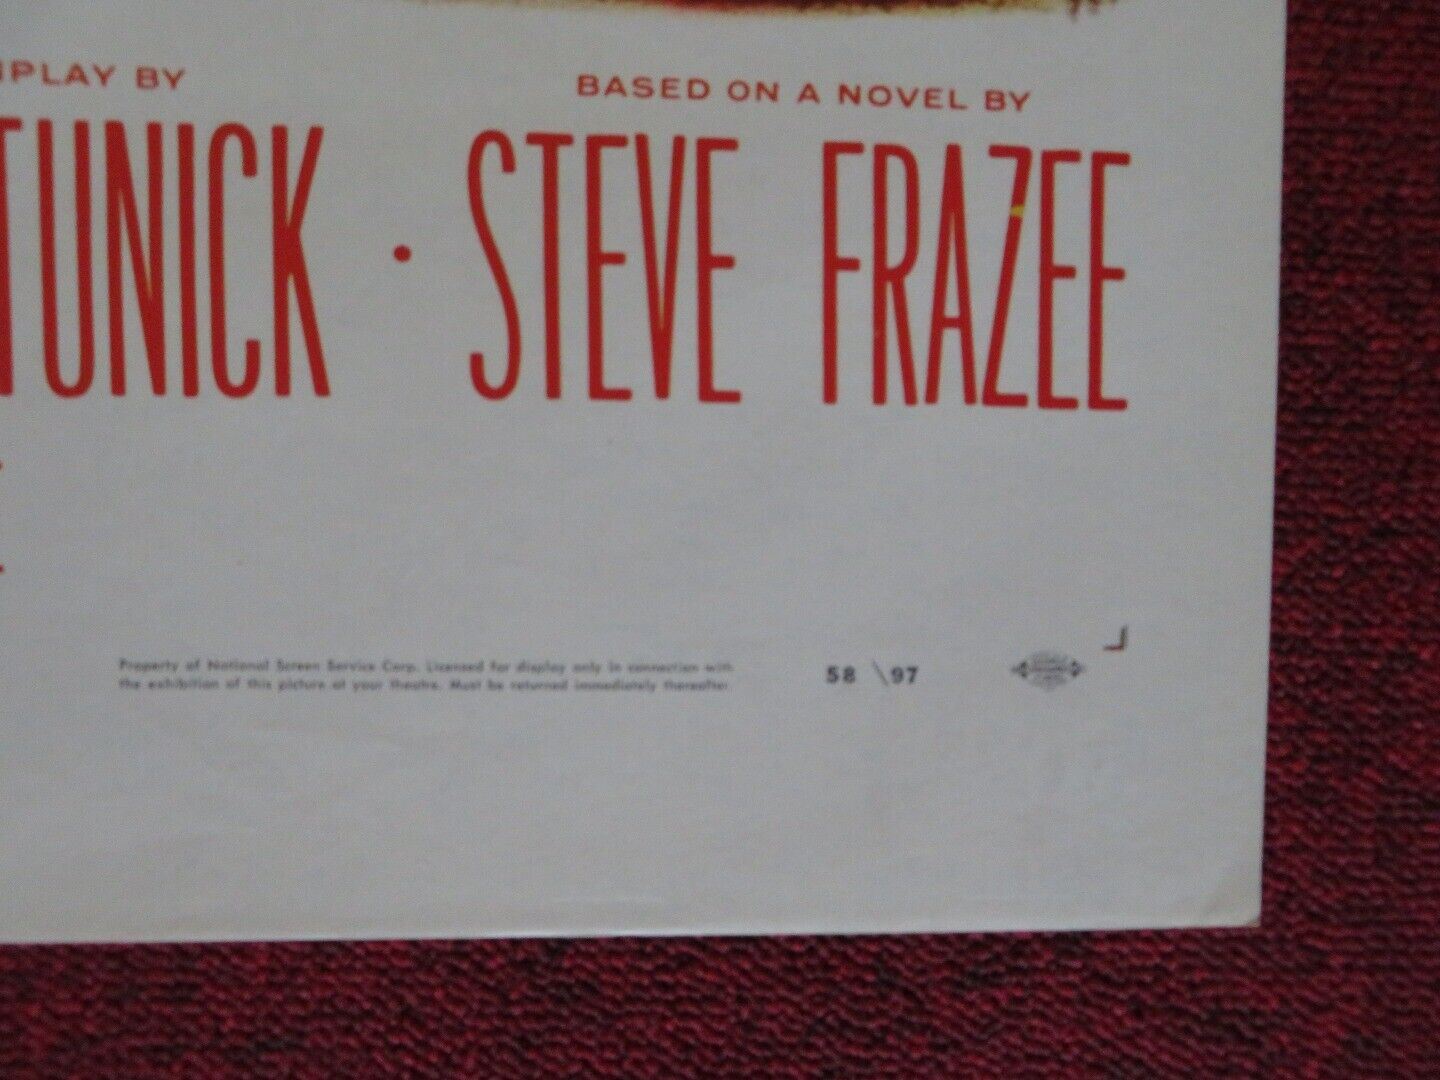 NPLAY BY
BASED ON A NOVEL BY
TUNICK · STEVE FRAZEE
Property of National Screen Service Corp. Licensed for display only in connection with
the exhibition of this picture at your theatre. Must be returned immediately thereafter.
58 \97